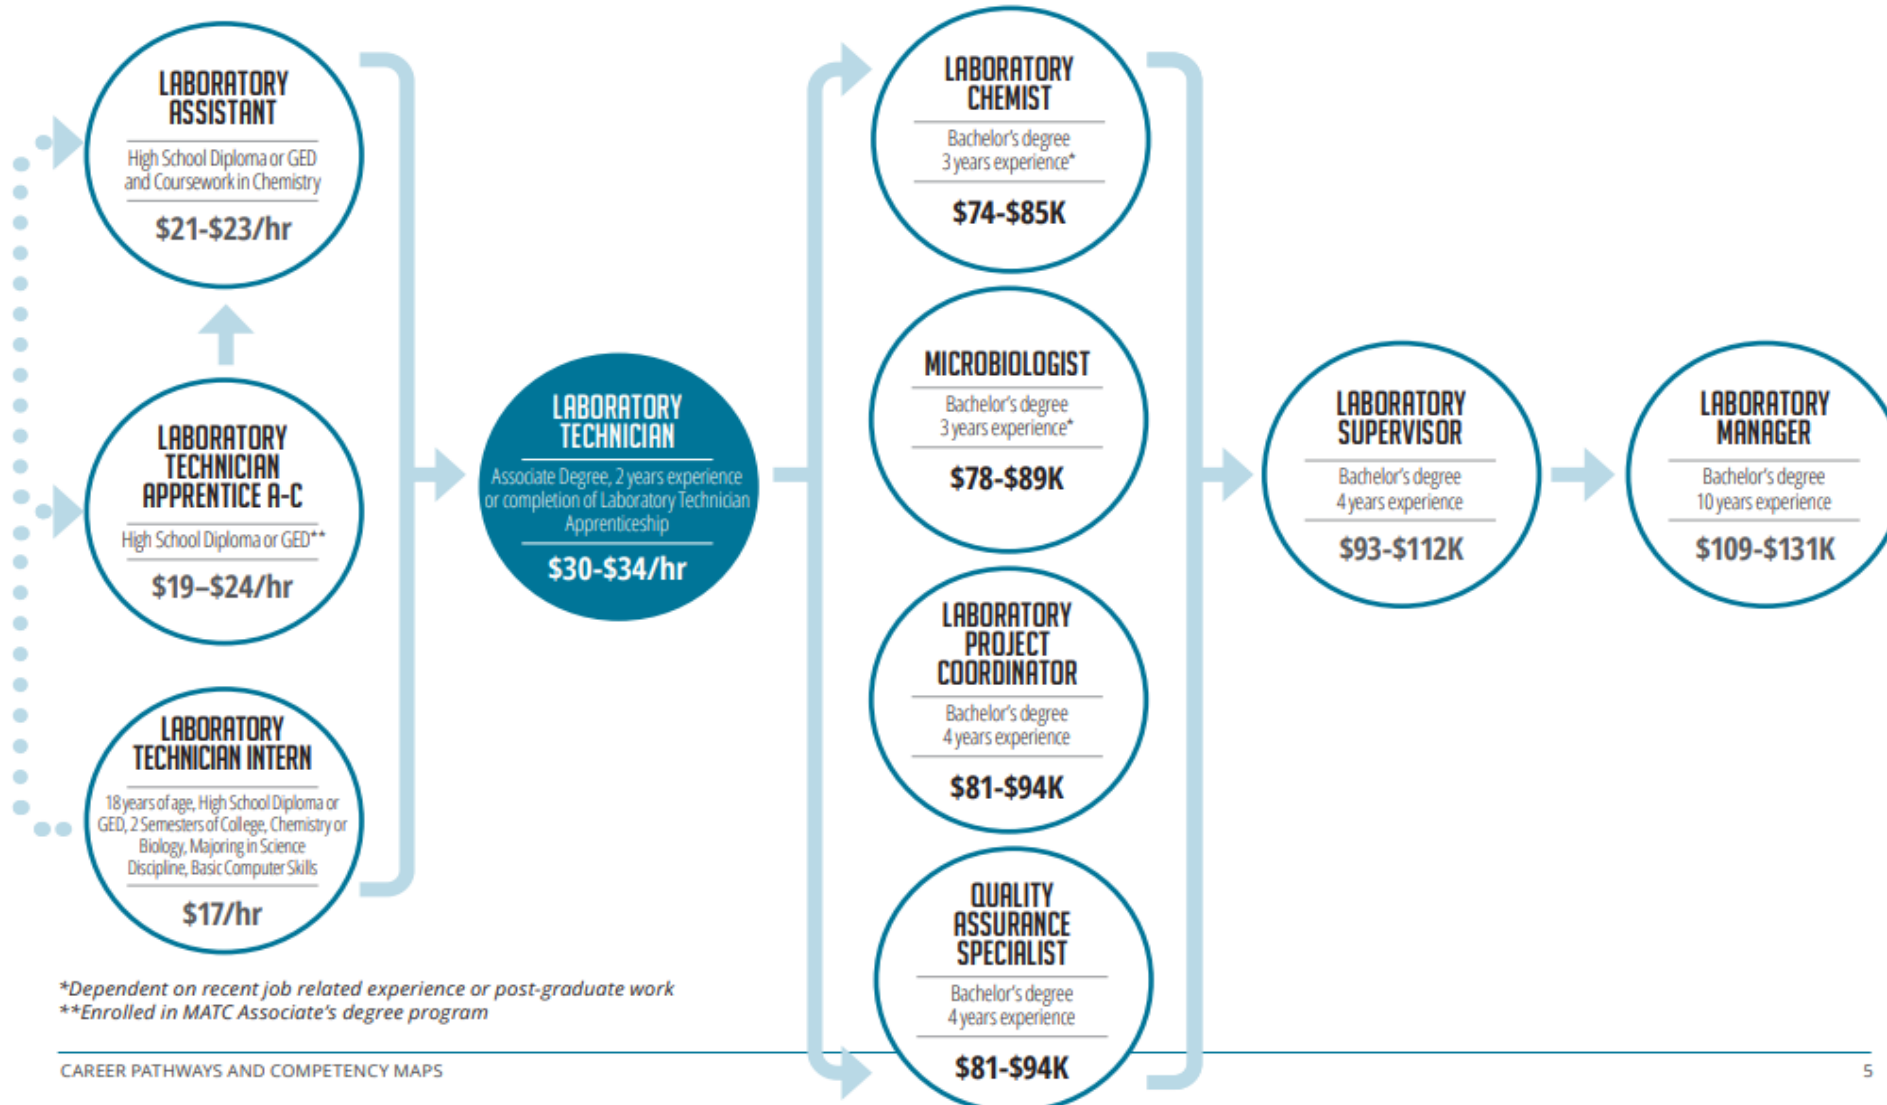 LABORATORY
ASSISTANT
High School Diploma or GED
and Coursework in Chemistry
$21-$23/hr
LABORATORY
TECHNICIAN
APPRENTICE A-C
High School Diploma or GED**
$19–$24/hr
LABORATORY
TECHNICIAN INTERN
18 years of age, High School Diploma or
GED, 2 Semesters of College, Chemistry or
Biology, Majoring in Science
Discipline, Basic Computer Skills
$17/hr
LABORATORY
TECHNICIAN
Associate Degree, 2 years experience
or completion of Laboratory Technician
Apprenticeship
$30-$34/hr
LABORATORY
CHEMIST
Bachelor's degree
3 years experience*
$74-$85K
MICROBIOLOGIST
Bachelor's degree
3 years experience*
$78-$89K
LABORATORY
PROJECT
COORDINATOR
Bachelor's degree
4 years experience
$81-$94K
QUALITY
ASSURANCE
SPECIALIST
Bachelor's degree
4 years experience
$81-$94K
LABORATORY
SUPERVISOR
Bachelor's degree
4 years experience
$93-$112K
LABORATORY
MANAGER
Bachelor's degree
10 years experience
$109-$131K
*Dependent on recent job related experience or post-graduate work
**Enrolled in MATC Associate's degree program
CAREER PATHWAYS AND COMPETENCY MAPS
5